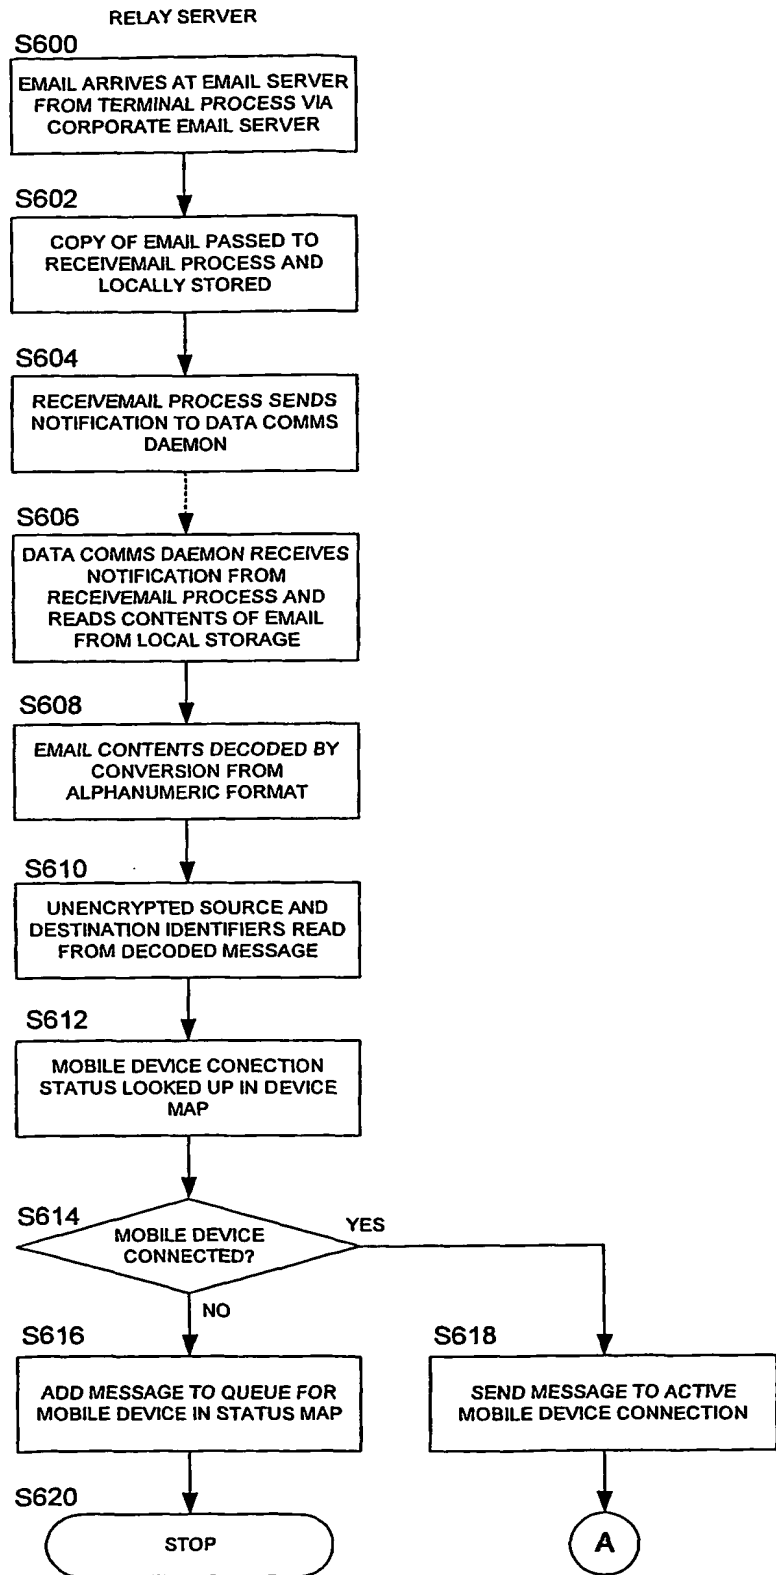 RELAY SERVER
S600
EMAIL ARRIVES AT EMAIL SERVER
FROM TERMINAL PROCESS VIA
CORPORATE EMAIL SERVER
S602
COPY OF EMAIL PASSED TO
RECEIVEMAIL PROCESS AND
LOCALLY STORED
S604
RECEIVEMAIL PROCESS SENDS
NOTIFICATION TO DATA COMMS
DAEMON
S606
DATA COMMS DAEMON RECEIVES
NOTIFICATION FROM
RECEIVEMAIL PROCESS AND
READS CONTENTS OF EMAIL
FROM LOCAL STORAGE
S608
EMAIL CONTENTS DECODED BY
CONVERSION FROM
ALPHANUMERIC FORMAT
S610
UNENCRYPTED SOURCE AND
DESTINATION IDENTIFIERS READ
FROM DECODED MESSAGE
S612
MOBILE DEVICE CONECTION
STATUS LOOKED UP IN DEVICE
MAP
S614
MOBILE DEVICE
CONNECTED?
YES
NO
S616
ADD MESSAGE TO QUEUE FOR
MOBILE DEVICE IN STATUS MAP
S618
SEND MESSAGE TO ACTIVE
MOBILE DEVICE CONNECTION
S620
STOP
A